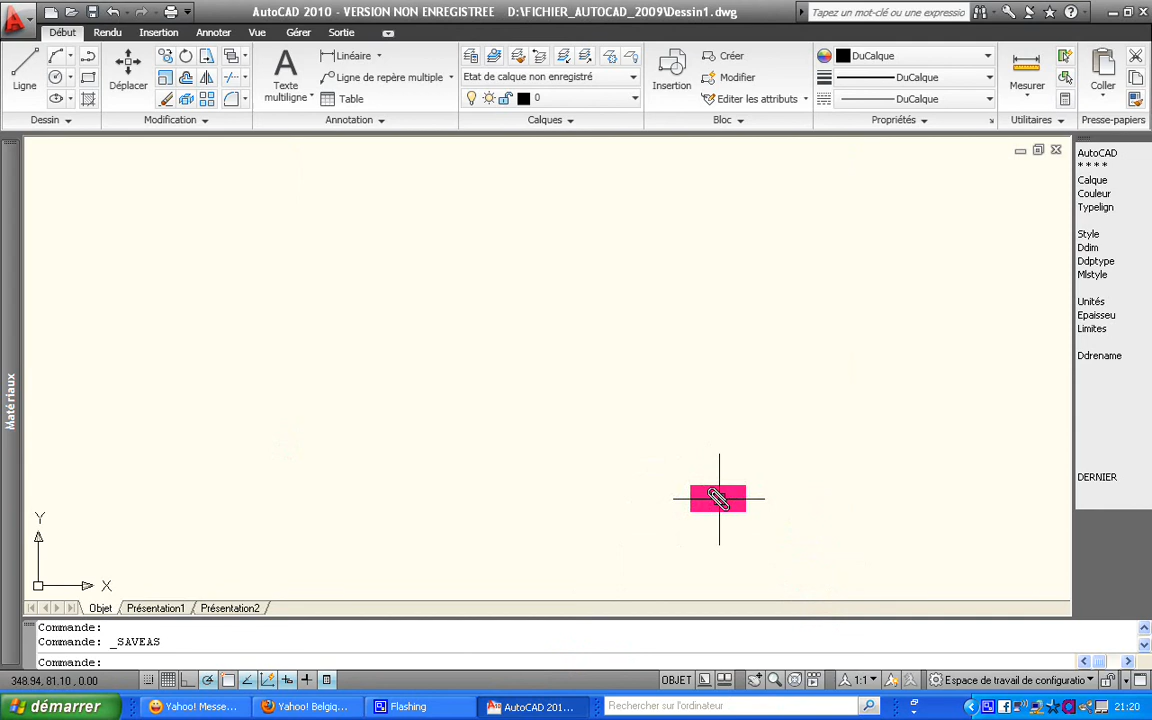 AutoCAD 2010 - VERSION NON ENREGISTREE D:\FICHIER_AUTOCAD_2009\Dessin1.dwg
Tapez un mot-clé ou une expression
Début Rendu Insertion Annoter Vue Gérer Sortie
Linéaire
Etat de calque non enregistré
Créer
DuCalque
Ligne
Déplacer
Texte
multiligne
Ligne de repère multiple
Insertion
Modifier
DuCalque
Mesurer
Coller
Table
0
Editer les attributs
DuCalque
Dessin Modification Annotation Calques Bloc Propriétés Utilitaires Presse-papiers
Matériaux
AutoCAD
* * * *
Calque
Couleur
Typelign
Style
Ddim
Ddptype
Mlstyle
Unités
Epaisseu
Limites
Ddrename
DERNIER
Y
X
Objet Présentation1 Présentation2
Commande:
Commande: _SAVEAS
Commande:
348.94, 81.10, 0.00
OBJET
1:1
Espace de travail de configuratio
démarrer
Yahoo! Messe...
Yahoo! Belgiq...
Flashing
AutoCAD 201...
Rechercher sur l'ordinateur
21:20